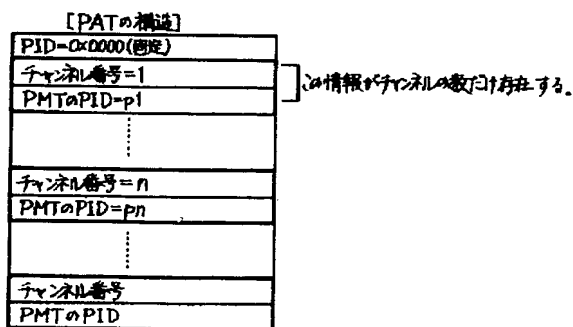 [PATの構造]
PID=0x0000(固定)
チャンネル番号=1
PMTのPID=p1
この情報がチャンネルの数だけ存在する.
チャンネル番号=n
PMTのPID=pn
チャンネル番号
PMTのPID